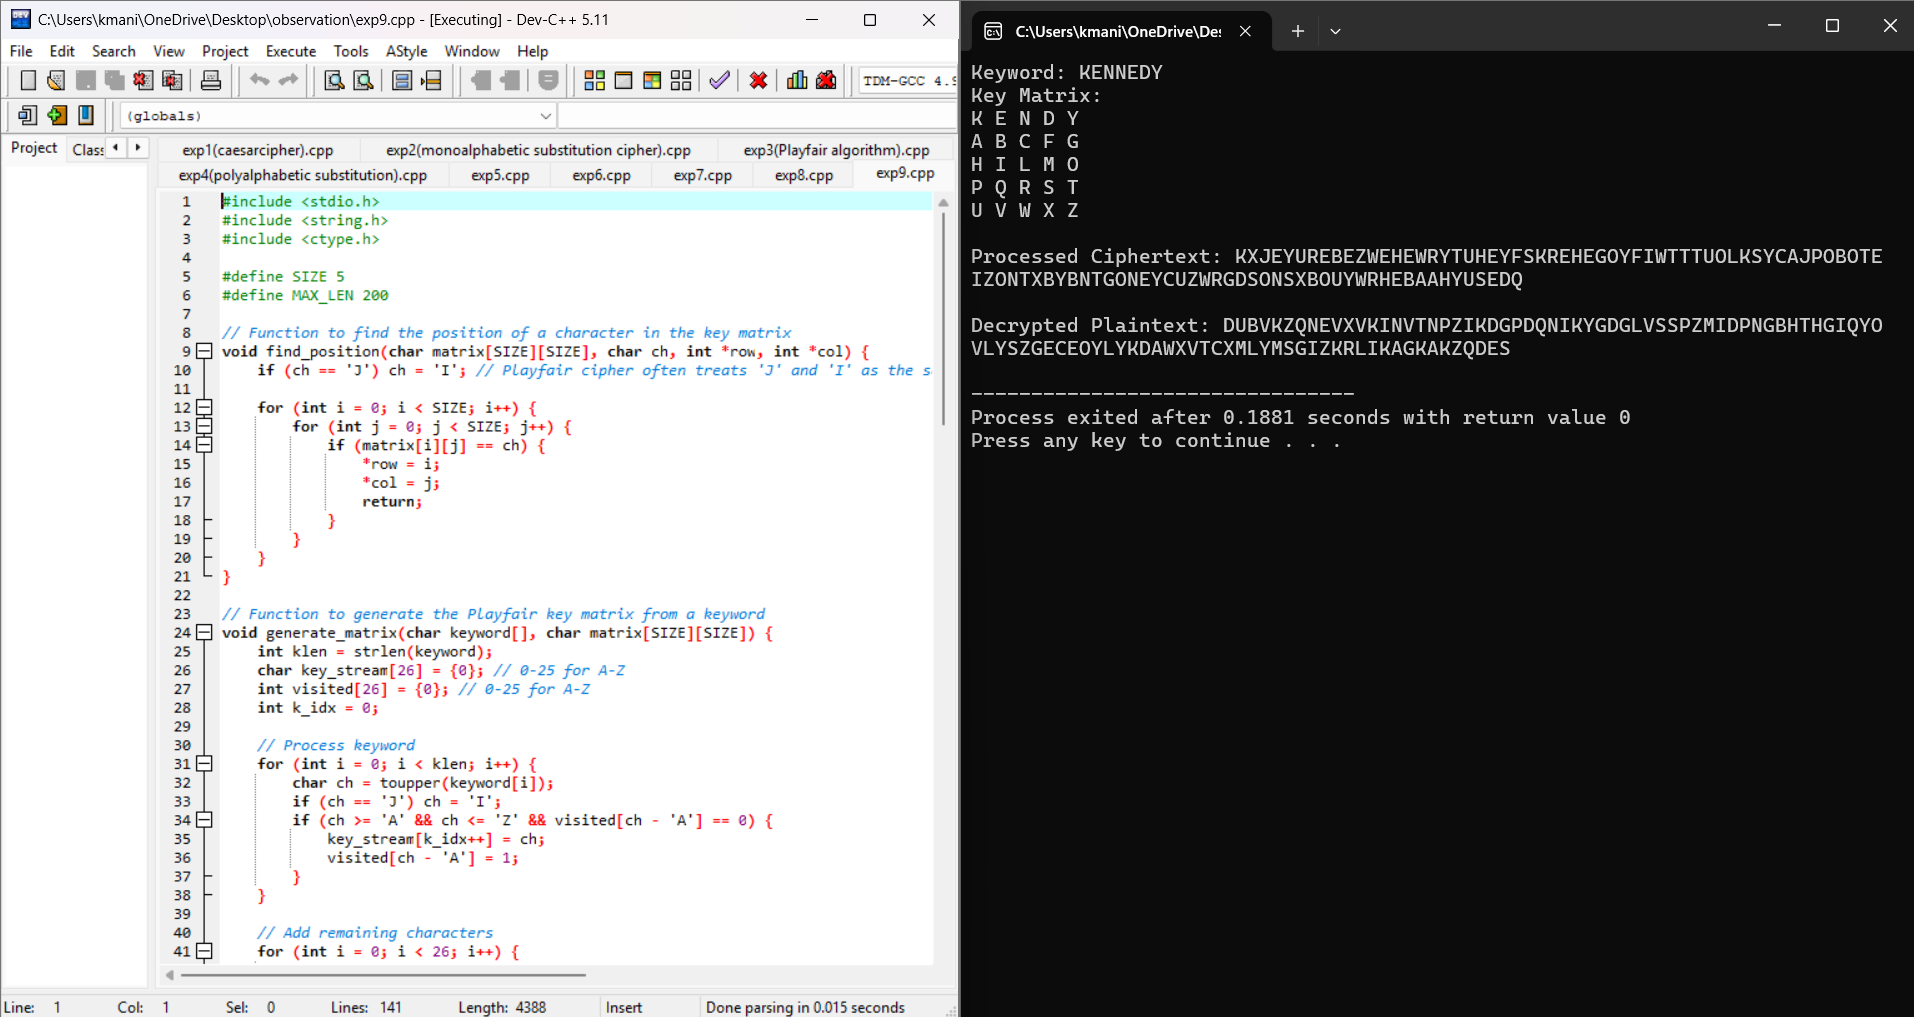 C:\Users\kmani\OneDrive\Desktop\observation\exp9.cpp - [Executing] - Dev-C++ 5.11
File Edit Search View Project Execute Tools AStyle Window Help
TDM-GCC 4.9
(globals)
Project Class
exp1(caesarcipher).cpp exp2(monoalphabetic substitution cipher).cpp exp3(Playfair algorithm).cpp
exp4(polyalphabetic substitution).cpp exp5.cpp exp6.cpp exp7.cpp exp8.cpp exp9.cpp
1 #include <stdio.h>
2 #include <string.h>
3 #include <ctype.h>
4
5 #define SIZE 5
6 #define MAX_LEN 200
7
8 // Function to find the position of a character in the key matrix
9 void find_position(char matrix[SIZE][SIZE], char ch, int *row, int *col) {
10 if (ch == 'J') ch = 'I'; // Playfair cipher often treats 'J' and 'I' as the s
11
12 for (int i = 0; i < SIZE; i++) {
13 for (int j = 0; j < SIZE; j++) {
14 if (matrix[i][j] == ch) {
15 *row = i;
16 *col = j;
17 return;
18 }
19 }
20 }
21 }
22
23 // Function to generate the Playfair key matrix from a keyword
24 void generate_matrix(char keyword[], char matrix[SIZE][SIZE]) {
25 int klen = strlen(keyword);
26 char key_stream[26] = {0}; // 0-25 for A-Z
27 int visited[26] = {0}; // 0-25 for A-Z
28 int k_idx = 0;
29
30 // Process keyword
31 for (int i = 0; i < klen; i++) {
32 char ch = toupper(keyword[i]);
33 if (ch == 'J') ch = 'I';
34 if (ch >= 'A' && ch <= 'Z' && visited[ch - 'A'] == 0) {
35 key_stream[k_idx++] = ch;
36 visited[ch - 'A'] = 1;
37 }
38 }
39
40 // Add remaining characters
41 for (int i = 0; i < 26; i++) {
Line: 1 Col: 1 Sel: 0 Lines: 141 Length: 4388 Insert Done parsing in 0.015 seconds
C:\Users\kmani\OneDrive\Des
Keyword: KENNEDY
Key Matrix:
K E N D Y
A B C F G
H I L M O
P Q R S T
U V W X Z
Processed Ciphertext: KXJEYUREBEZWEHEWRYTUHEYFSKREHEGOYFIWTTTUOLKSYCAJPOBOTE
IZONTXBYBNTGONEYCUZWRGDSONSXBOUYWRHEBAAHYUSEDQ
Decrypted Plaintext: DUBVKZQNEVXVKINVTNPZIKDGPDQNIKYGDGLVSSPZMIDPNGBHTHGIQYO
VLYSZGECEOYLYKDAWXVTCXMLYMSGIZKRLIKAGKAKZQDES
--------------------------------
Process exited after 0.1881 seconds with return value 0
Press any key to continue . . .